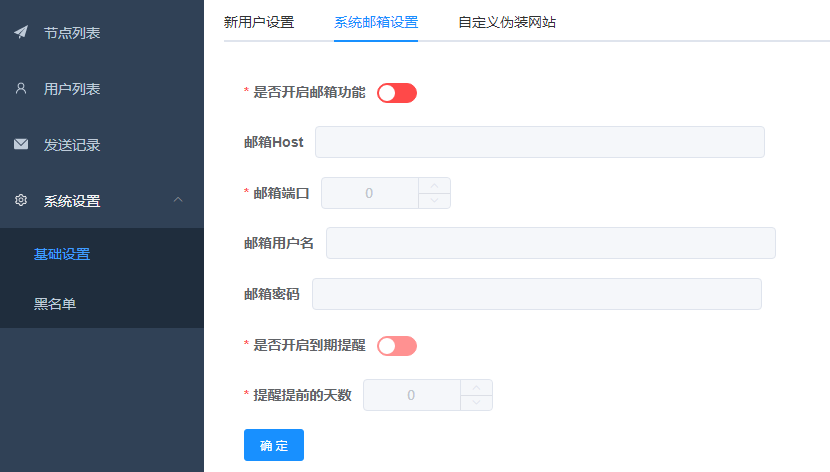 节点列表
用户列表
发送记录
系统设置
基础设置
黑名单
新用户设置 系统邮箱设置 自定义伪装网站
* 是否开启邮箱功能
邮箱Host
* 邮箱端口 0
邮箱用户名
邮箱密码
* 是否开启到期提醒
* 提醒提前的天数 0
确 定